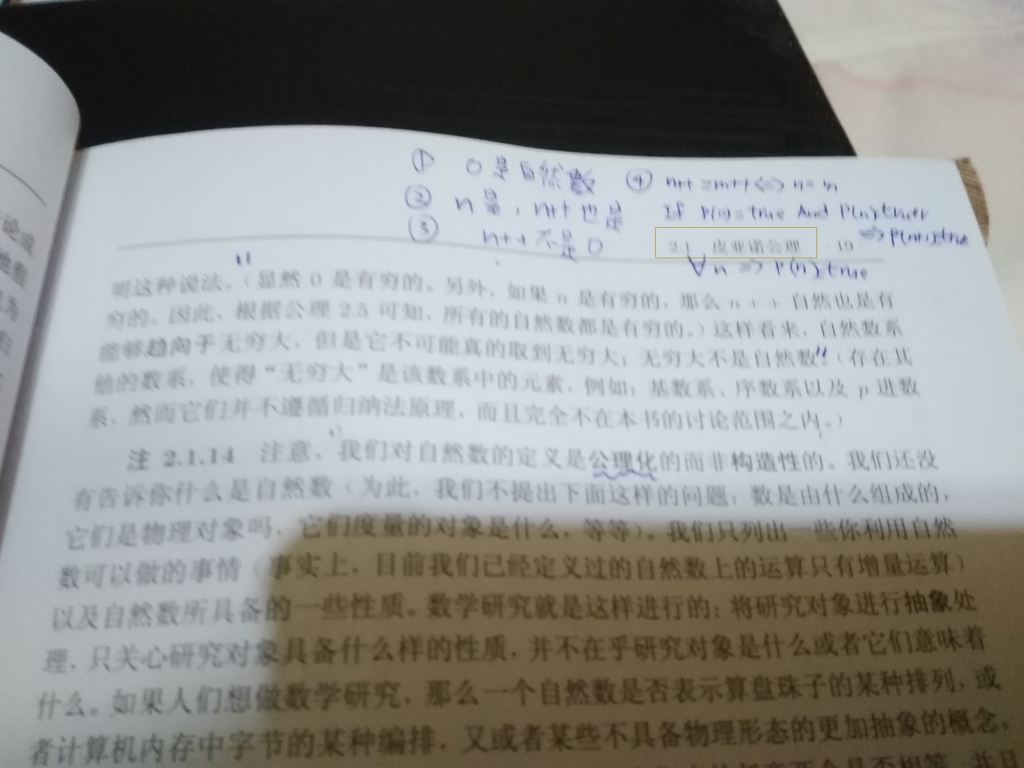 ① 0是自然数
② n是，n++也是
③ n++不是0
④ n++=m++⇔n=m
If P(0)=true And P(n)=true
⇒P(n++)=true
∀n ⇒ P(n)=true
2.1 皮亚诺公理 · 19 ·
明这种说法。（显然 0 是有穷的。另外，如果 n 是有穷的，那么 n++ 自然也是有
穷的。因此，根据公理 2.5 可知，所有的自然数都是有穷的。）这样看来，自然数系
能够趋向于无穷大，但是它不可能真的取到无穷大；无穷大不是自然数。（存在其
他的数系，使得“无穷大”是该数系中的元素，例如：基数系、序数系以及 p 进数
系，然而它们并不遵循归纳法原理，而且完全不在本书的讨论范围之内。）
注 2.1.14 注意，我们对自然数的定义是公理化的而非构造性的。我们还没
有告诉你什么是自然数（为此，我们不提出下面这样的问题：数是由什么组成的，
它们是物理对象吗，它们度量的对象是什么，等等）。我们只列出一些你利用自然
数可以做的事情（事实上，目前我们已经定义过的自然数上的运算只有增量运算）
以及自然数所具备的一些性质。数学研究就是这样进行的：将研究对象进行抽象处
理，只关心研究对象具备什么样的性质，并不在乎研究对象是什么或者它们意味着
什么。如果人们想做数学研究，那么一个自然数是否表示算盘珠子的某种排列，或
者计算机内存中字节的某种编排，又或者某些不具备物理形态的更加抽象的概念，